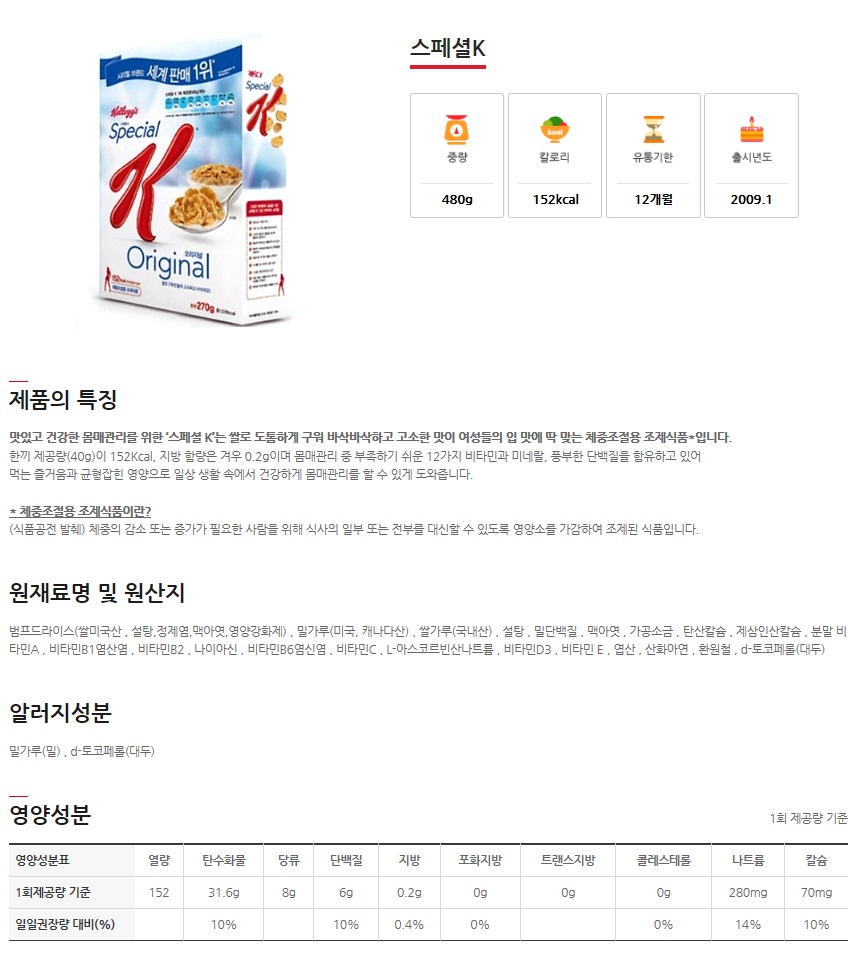 스페셜K
시리얼 브랜드 세계 판매 1위*
Kellogg's
Special
K
오리지널
Original
270g
Special
K
중량
칼로리
유통기한
출시년도
kcal
480g
152kcal
12개월
2009.1
제품의 특징
맛있고 건강한 몸매관리를 위한 '스페셜 K'는 쌀로 도톰하게 구워 바삭바삭하고 고소한 맛이 여성들의 입 맛에 딱 맞는 체중조절용 조제식품*입니다.
한끼 제공량(40g)이 152Kcal, 지방 함량은 겨우 0.2g이며 몸매관리 중 부족하기 쉬운 12가지 비타민과 미네랄, 풍부한 단백질을 함유하고 있어
먹는 즐거움과 균형잡힌 영양으로 일상 생활 속에서 건강하게 몸매관리를 할 수 있게 도와줍니다.
* 체중조절용 조제식품이란?
(식품공전 발췌) 체중의 감소 또는 증가가 필요한 사람을 위해 식사의 일부 또는 전부를 대신할 수 있도록 영양소를 가감하여 조제된 식품입니다.
원재료명 및 원산지
범프드라이스(쌀미국산 , 설탕,정제염,맥아엿,영양강화제) , 밀가루(미국, 캐나다산) , 쌀가루(국내산) , 설탕 , 밀단백질 , 맥아엿 , 가공소금 , 탄산칼슘 , 제삼인산칼슘 , 분말 비
타민A , 비타민B1염산염 , 비타민B2 , 나이아신 , 비타민B6염신염 , 비타민C , L-아스코르빈산나트륨 , 비타민D3 , 비타민 E , 엽산 , 산화아연 , 환원철 , d-토코페롤(대두)
알러지성분
밀가루(밀) , d-토코페롤(대두)
영양성분
1회 제공량 기준
영양성분표 열량 탄수화물 당류 단백질 지방 포화지방 트랜스지방 콜레스테롤 나트륨 칼슘
1회제공량 기준 152 31.6g 8g 6g 0.2g 0g 0g 0g 280mg 70mg
일일권장량 대비(%) 10% 10% 0.4% 0% 0% 14% 10%